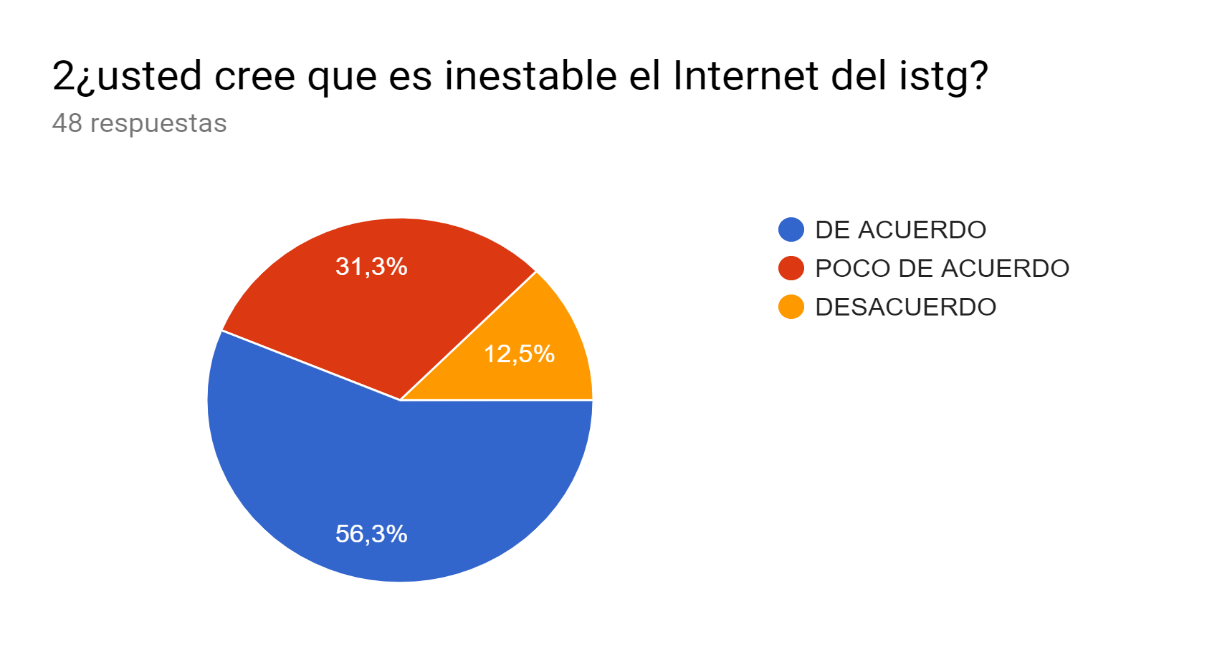 2¿usted cree que es inestable el Internet del istg?
48 respuestas
DE ACUERDO
POCO DE ACUERDO
DESACUERDO
31,3%
12,5%
56,3%